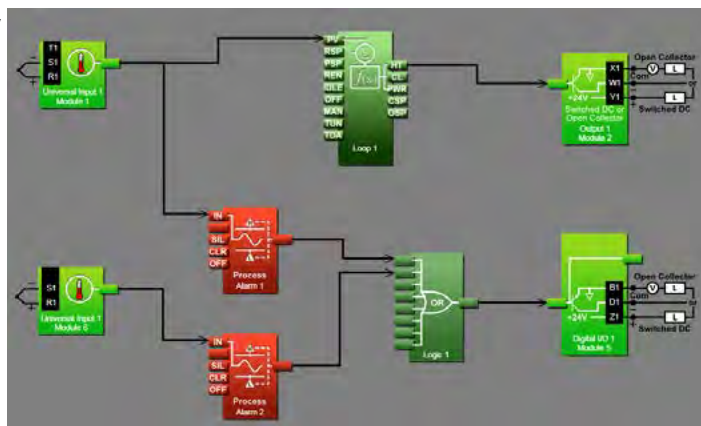 T1
S1
R1
Universal Input 1
Module 1
PV
RSP
PSP
REN
IDLE
OFF
MAN
TUN
TDA
HT
CL
PWR
CSP
OSP
f(x)
Loop 1
+24V
X1
W1
Y1
Switched DC or
Open Collector
Output 1
Module 2
Open Collector
Com
V
L
or
L
Switched DC
IN
SIL
CLR
OFF
Process
Alarm 1
S1
R1
Universal Input 1
Module 6
IN
SIL
CLR
OFF
Process
Alarm 2
OR
Logic 1
+24V
B1
D1
Z1
Digital I/O 1
Module 5
Open Collector
Com
V
L
or
L
Switched DC